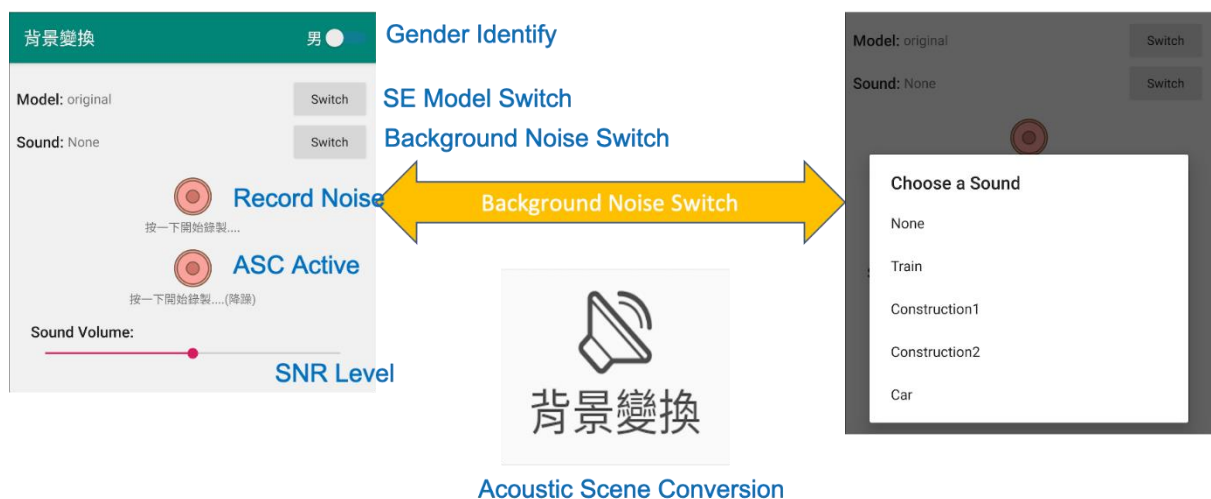 背景變換
男
Gender Identify
Model: original
Switch
SE Model Switch
Sound: None
Switch
Background Noise Switch
Record Noise
按一下開始錄製....
ASC Active
按一下開始錄製....(降躁)
Sound Volume:
SNR Level
Background Noise Switch
背景變換
Acoustic Scene Conversion
Model: original
Switch
Sound: None
Switch
Choose a Sound
None
Train
Construction1
Construction2
Car